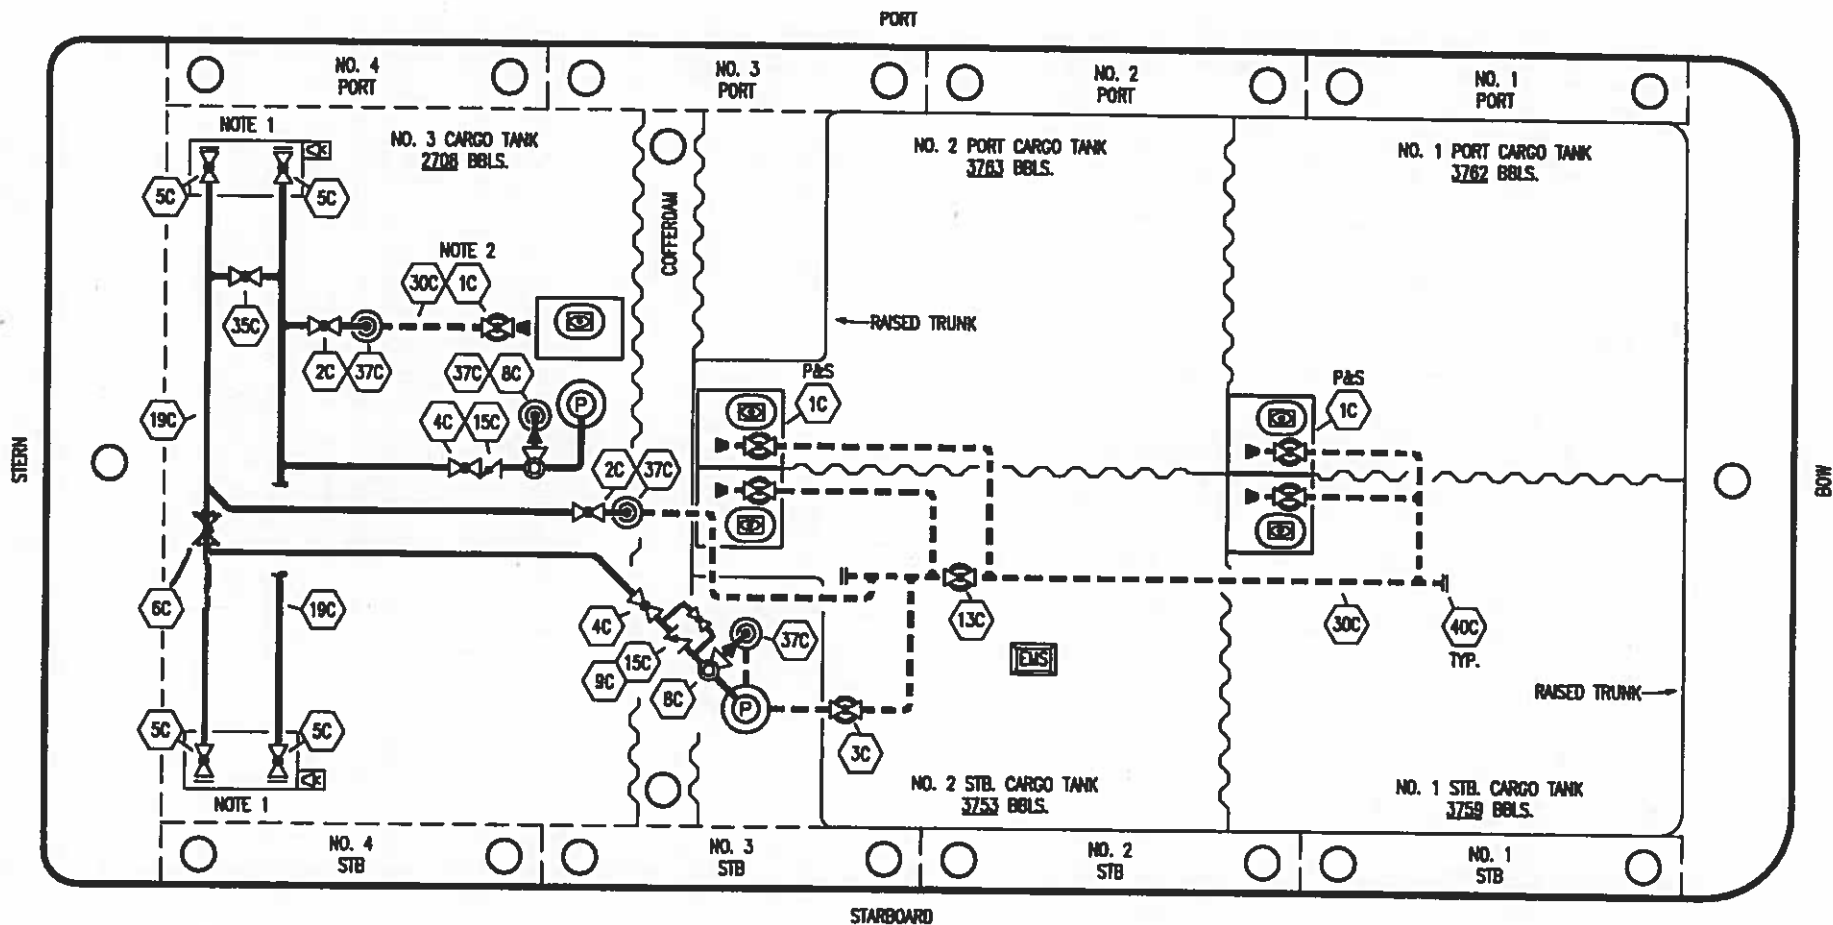 PORT
NO. 4
PORT
NO. 3
PORT
NO. 2
PORT
NO. 1
PORT
NOTE 1
NO. 3 CARGO TANK
2708 BBLS.
NO. 2 PORT CARGO TANK
3763 BBLS.
NO. 1 PORT CARGO TANK
3762 BBLS.
5C
5C
COFFERDAM
NOTE 2
30C
1C
35C
RAISED TRUNK
2C
37C
37C
8C
P&S
1C
P&S
1C
P
19C
4C
15C
STERN
2C
37C
BOW
6C
19C
4C
13C
30C
40C
TYP.
37C
15C
9C
8C
EMS
P
RAISED TRUNK
5C
5C
3C
NOTE 1
NO. 2 STB. CARGO TANK
3753 BBLS.
NO. 1 STB. CARGO TANK
3759 BBLS.
NO. 4
STB
NO. 3
STB
NO. 2
STB
NO. 1
STB
STARBOARD